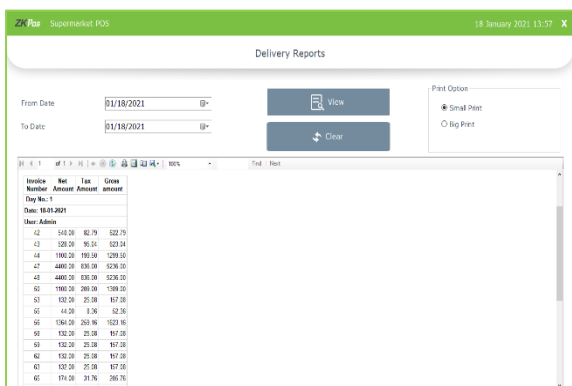 ZKPos Supermarket POS 18 January 2021 13:57 X
Delivery Reports
From Date 01/18/2021
To Date 01/18/2021
View
Clear
Print Option
Small Print
Big Print
1 of 1 100% Find | Next
Invoice Number Net Amount Tax Amount Gross amount
Day No.: 1
Date: 18-01-2021
User: Admin
42 540.00 82.79 622.79
43 528.00 95.04 623.04
44 1100.00 199.50 1299.50
47 4400.00 836.00 5236.00
48 4400.00 836.00 5236.00
50 1100.00 209.00 1309.00
53 132.00 25.08 157.08
55 44.00 8.36 52.36
56 1364.00 259.16 1623.16
58 132.00 25.08 157.08
59 132.00 25.08 157.08
62 132.00 25.08 157.08
63 132.00 25.08 157.08
65 174.00 31.76 205.76